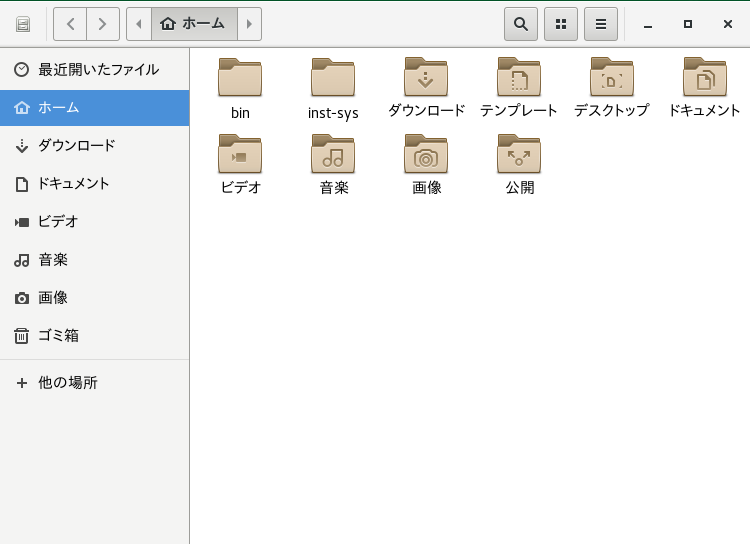 ホーム
最近開いたファイル
ホーム
ダウンロード
ドキュメント
ビデオ
音楽
画像
ゴミ箱
他の場所
bin
inst-sys
ダウンロード
テンプレート
デスクトップ
ドキュメント
ビデオ
音楽
画像
公開